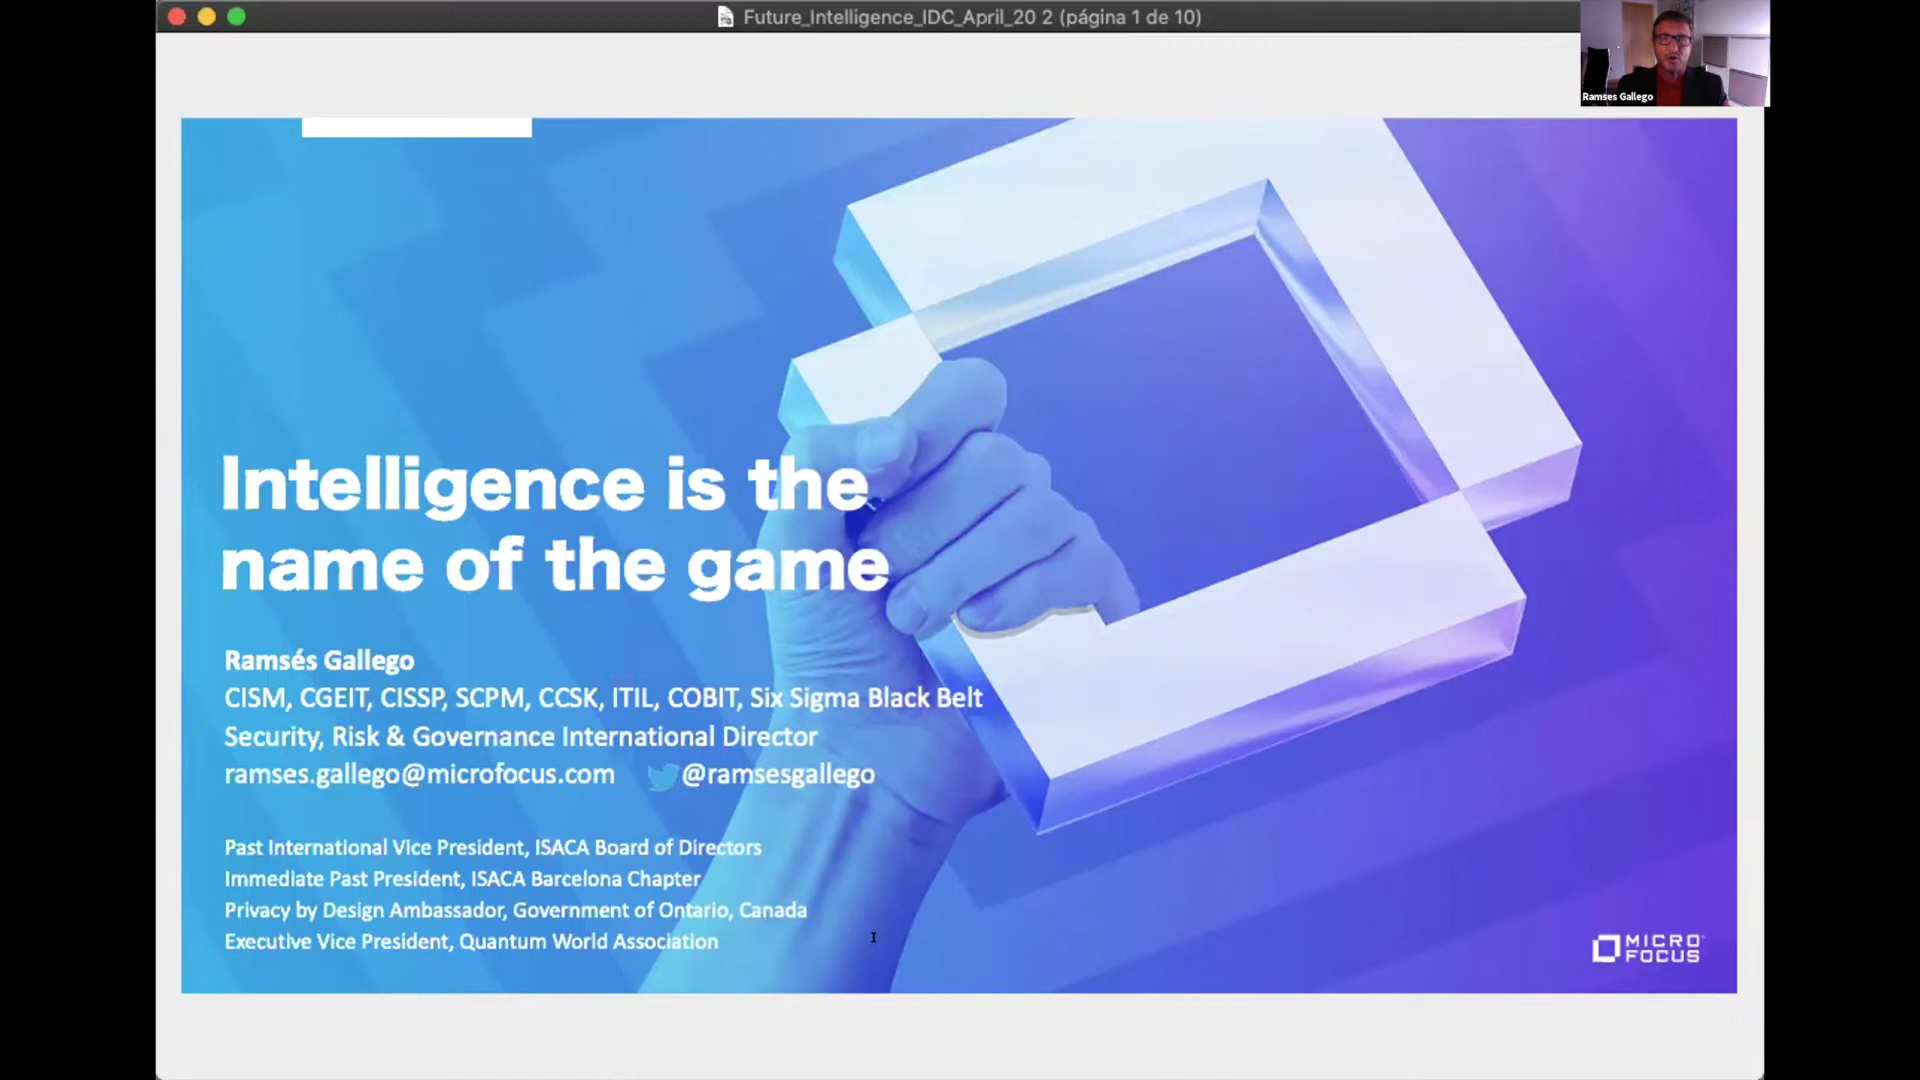 Future_Intelligence_IDC_April_20 2 (página 1 de 10)
Ramses Gallego
Intelligence is the
name of the game
Ramsés Gallego
CISM, CGEIT, CISSP, SCPM, CCSK, ITIL, COBIT, Six Sigma Black Belt
Security, Risk & Governance International Director
ramses.gallego@microfocus.com @ramsesgallego
Past International Vice President, ISACA Board of Directors
Immediate Past President, ISACA Barcelona Chapter
Privacy by Design Ambassador, Government of Ontario, Canada
Executive Vice President, Quantum World Association
MICRO
FOCUS